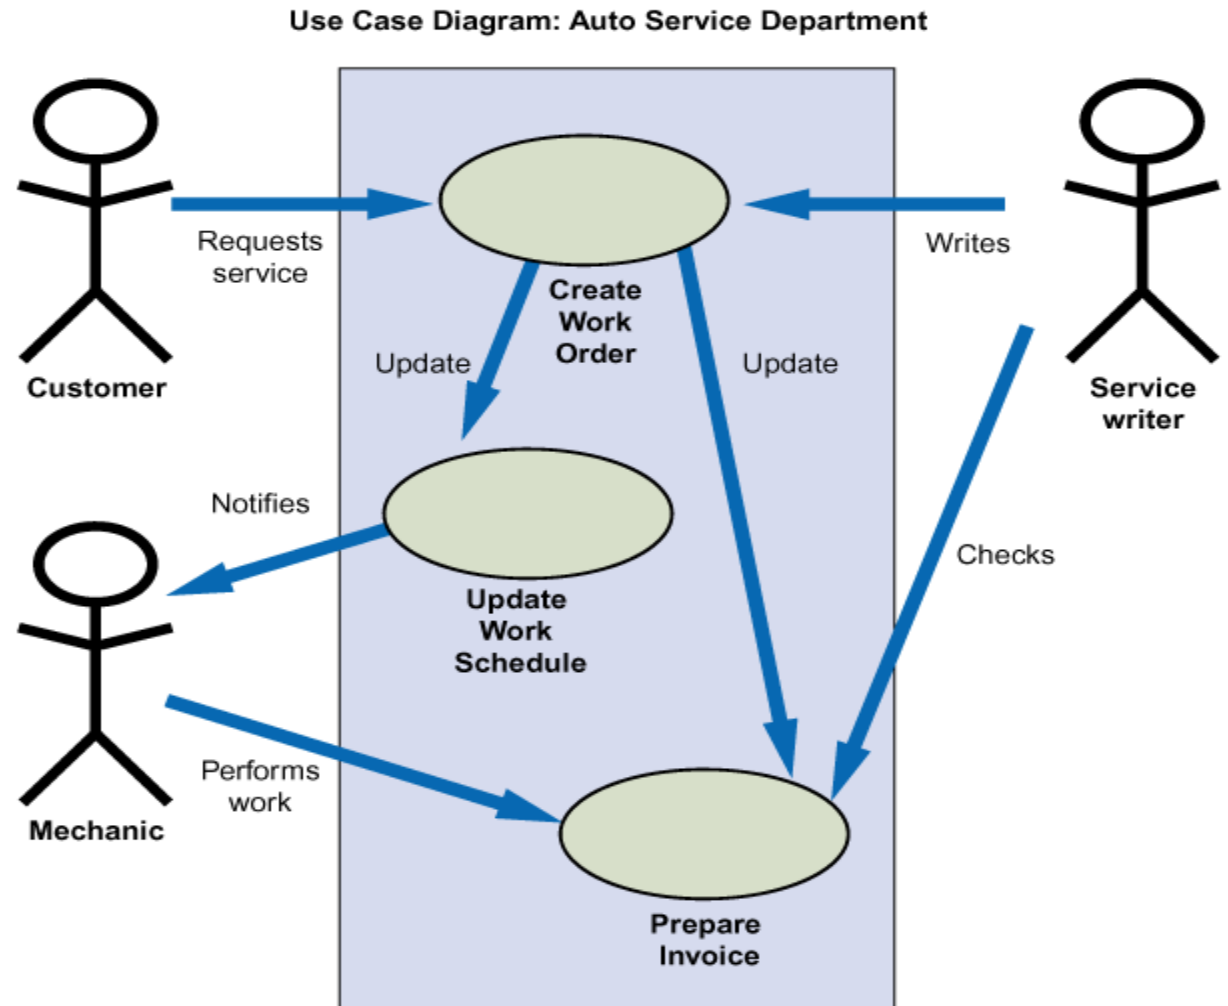 Use Case Diagram: Auto Service Department
Requests
service
Writes
Create
Work
Order
Update
Update
Customer
Service
writer
Notifies
Checks
Update
Work
Schedule
Performs
work
Mechanic
Prepare
Invoice